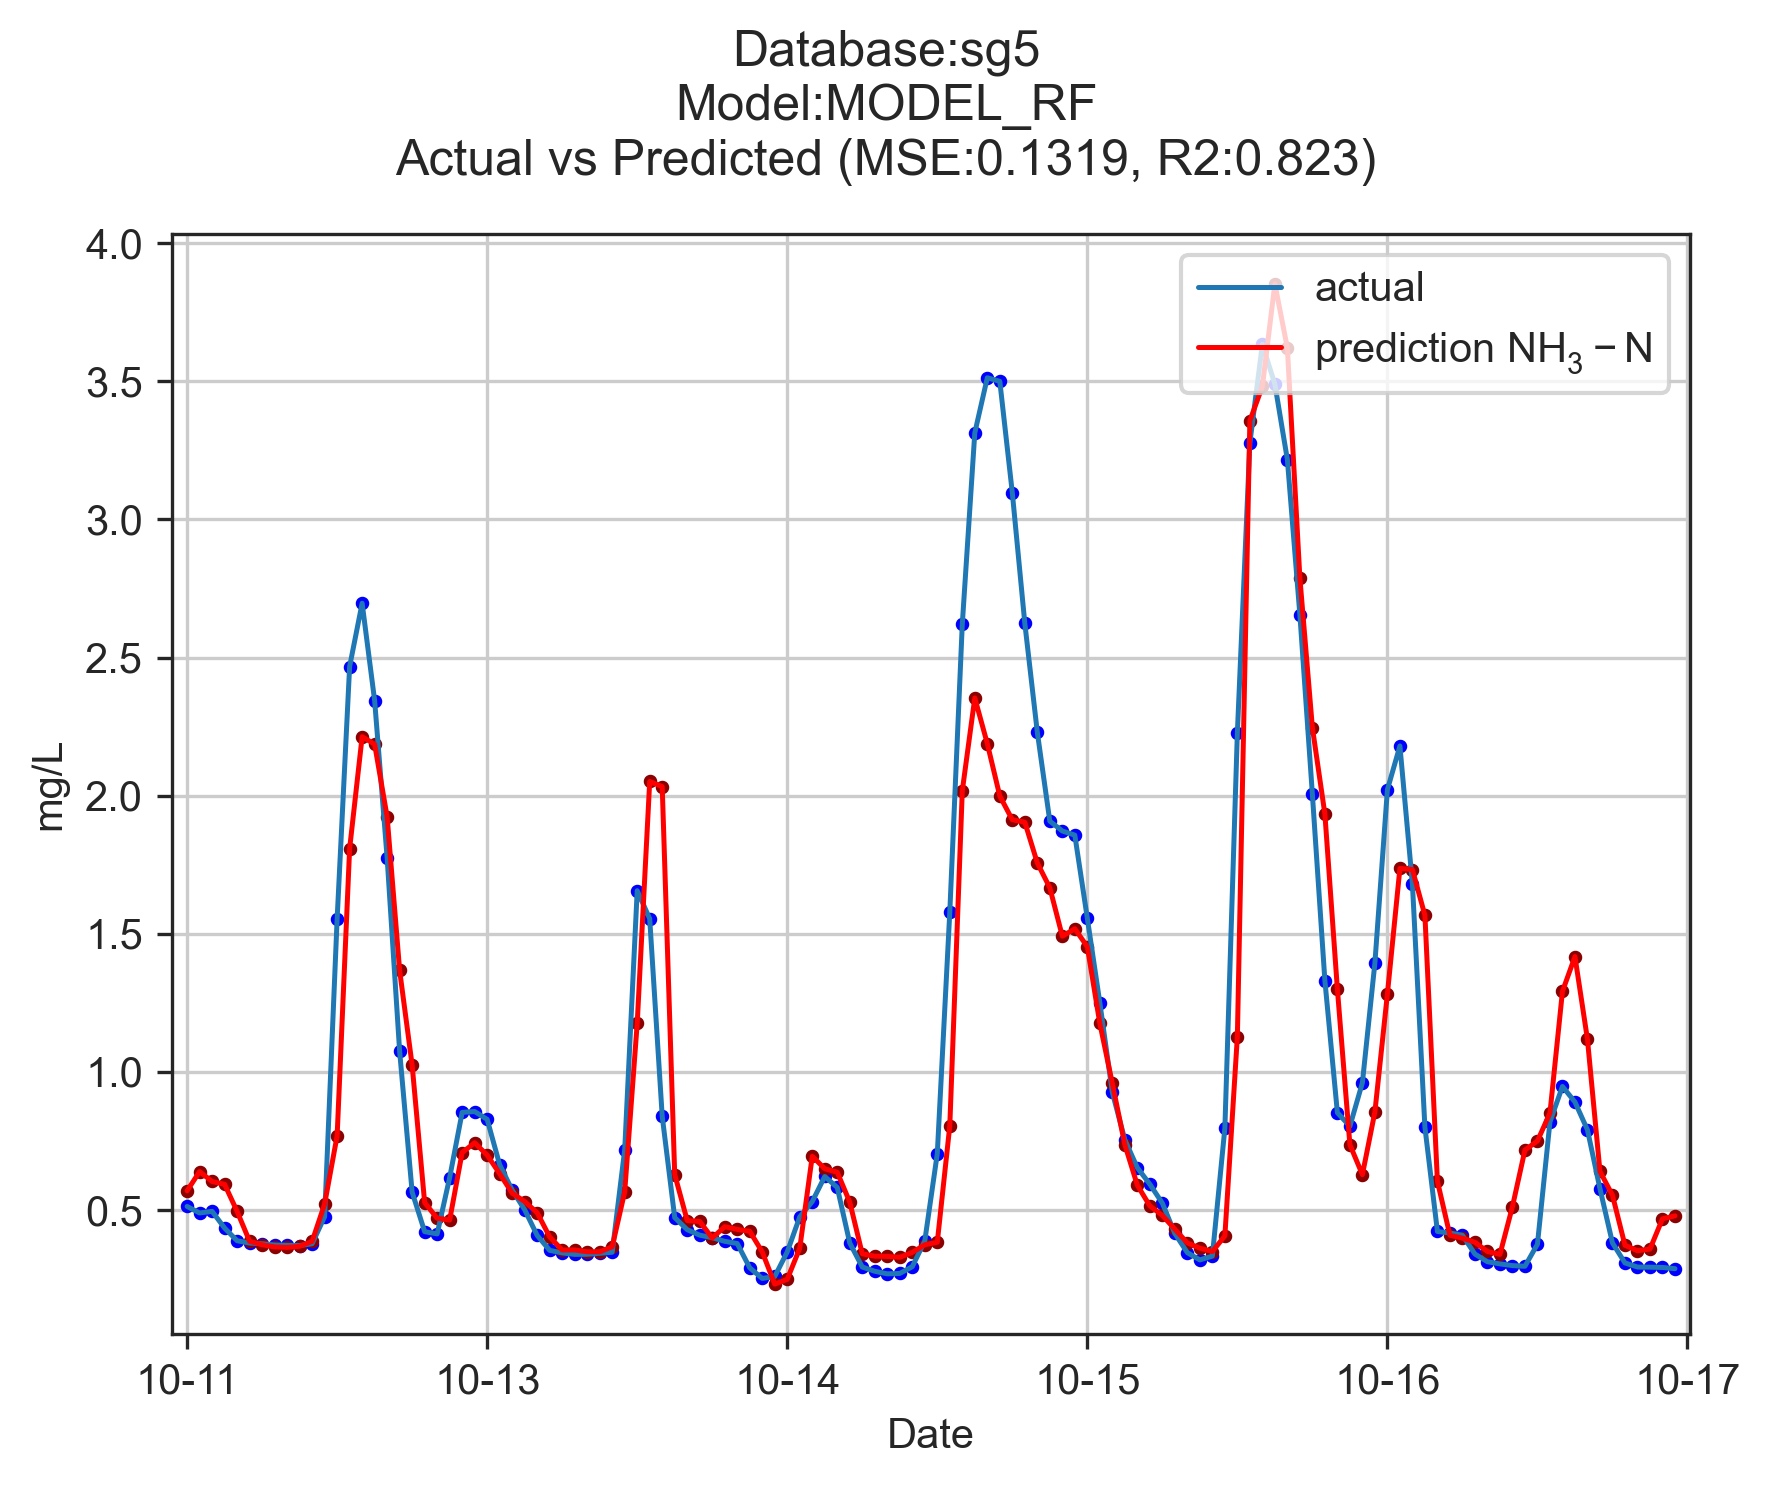 Database:sg5
Model:MODEL_RF
Actual vs Predicted (MSE:0.1319, R2:0.823)
4.0
3.5
3.0
2.5
2.0
1.5
1.0
0.5
mg/L
actual
prediction NH₃ − N
10-11
10-13
10-14
10-15
10-16
10-17
Date